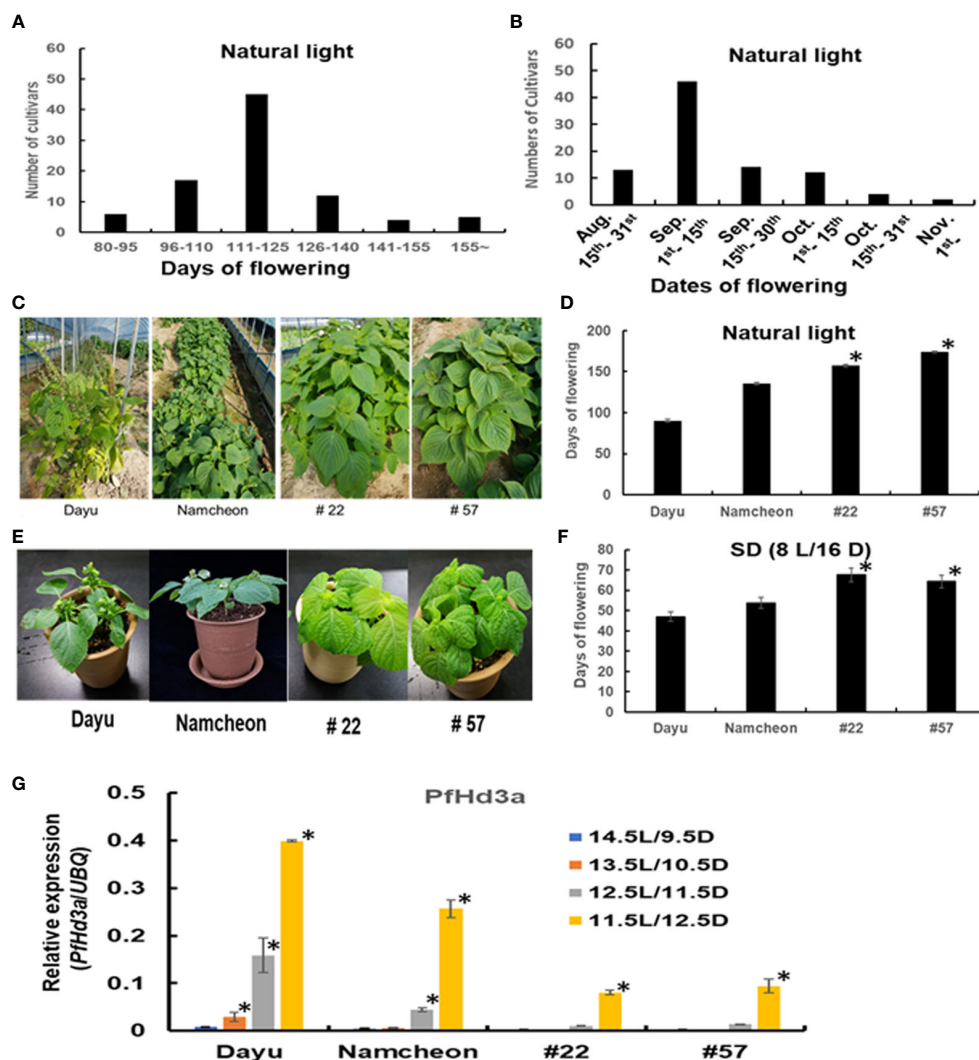 A
Natural light
Number of cultivars
60
50
40
30
20
10
0
80-95 96-110 111-125 126-140 141-155 155~
Days of flowering
B
Natural light
Numbers of Cultivars
60
50
40
30
20
10
0
Aug. 15th- 31st
Sep. 1st- 15th
Sep. 15th- 30th
Oct. 1st- 15th
Oct. 15th- 31st
Nov. 1st-
Dates of flowering
C
Dayu Namcheon # 22 # 57
D
Natural light
Days of flowering
200
150
100
50
00
* *
Dayu Namcheon #22 #57
E
Dayu Namcheon # 22 # 57
F
SD (8 L/16 D)
Days of flowering
80
70
60
50
40
30
20
10
0
* *
Dayu Namcheon #22 #57
G
PfHd3a
Relative expression
(PfHd3a/UBQ)
0.5
0.4
0.3
0.2
0.1
0
14.5L/9.5D
13.5L/10.5D
12.5L/11.5D
11.5L/12.5D
* * * * * * *
Dayu Namcheon #22 #57